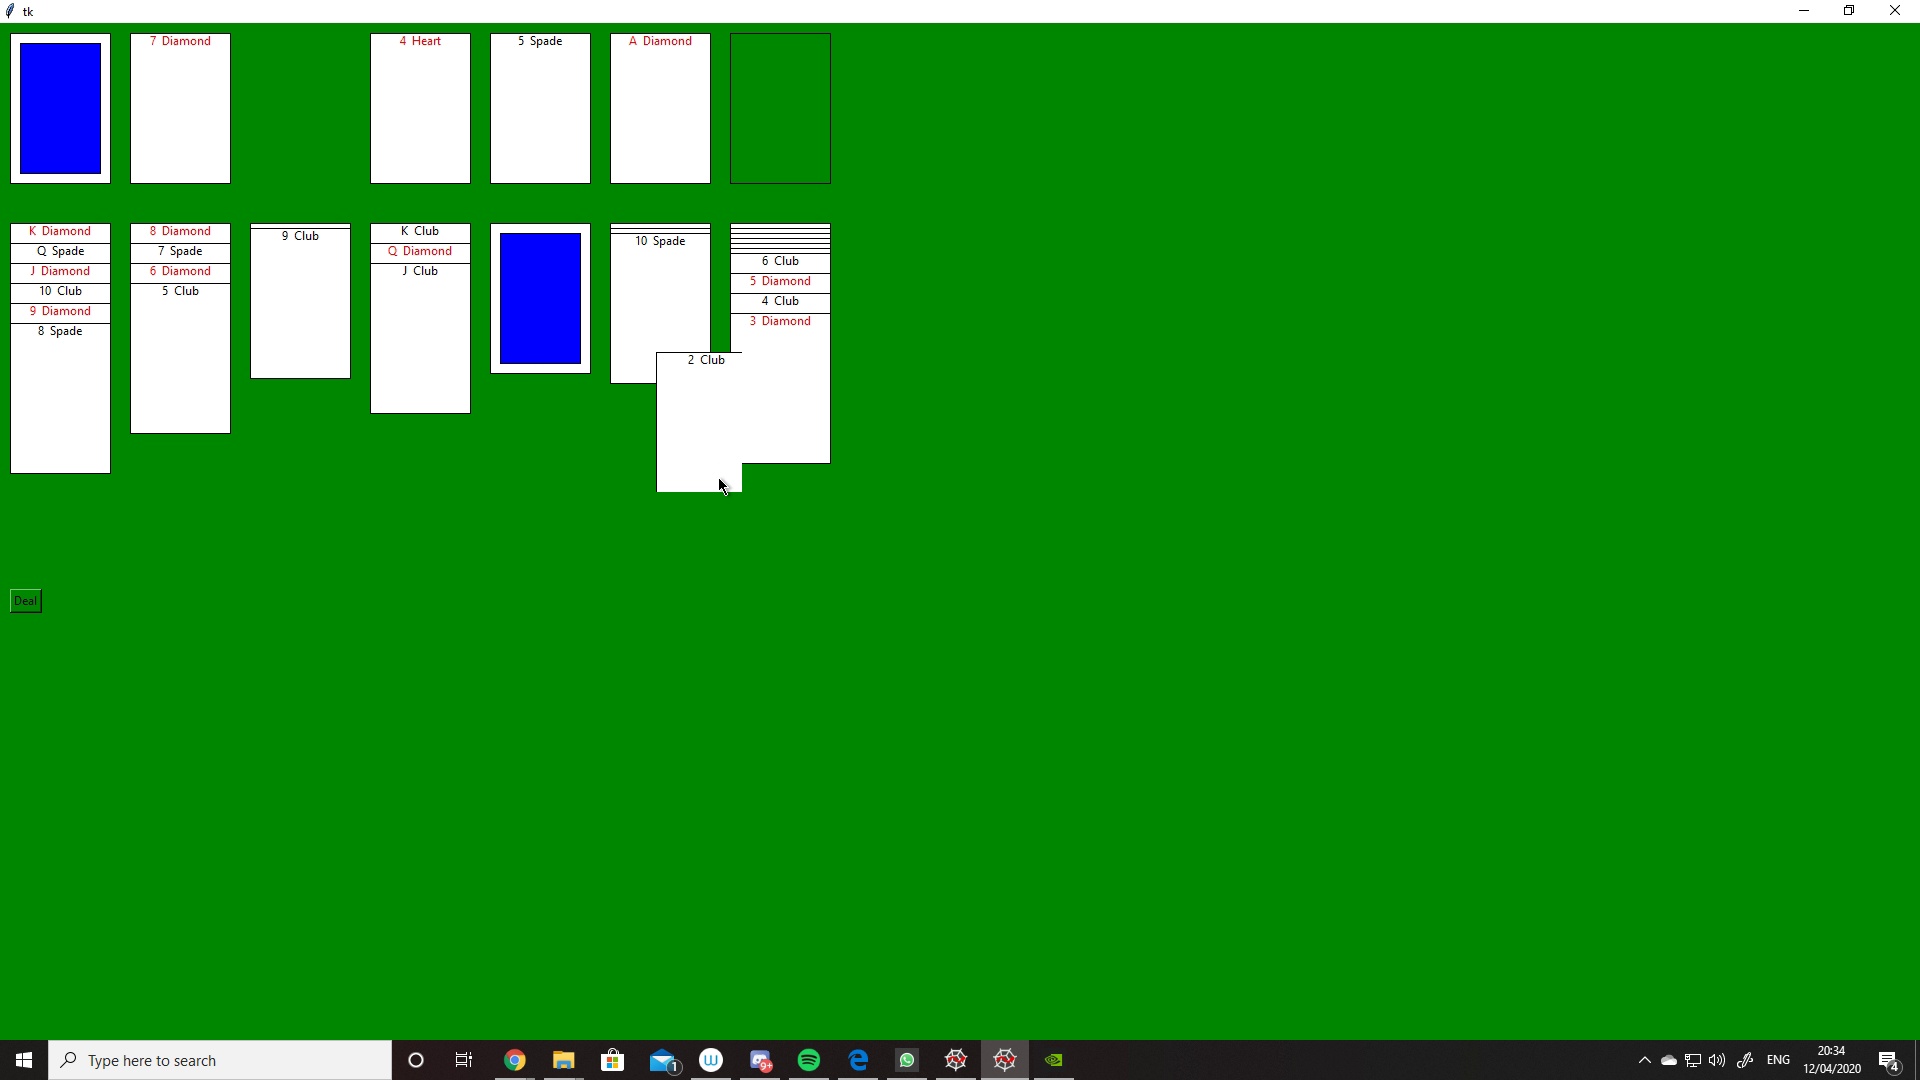 tk
7 Diamond
4 Heart
5 Spade
A Diamond
K Diamond
Q Spade
J Diamond
10 Club
9 Diamond
8 Spade
8 Diamond
7 Spade
6 Diamond
5 Club
9 Club
K Club
Q Diamond
J Club
10 Spade
6 Club
5 Diamond
4 Club
3 Diamond
2 Club
Deal
Type here to search
1
W
9+
ENG
20:34
12/04/2020
4